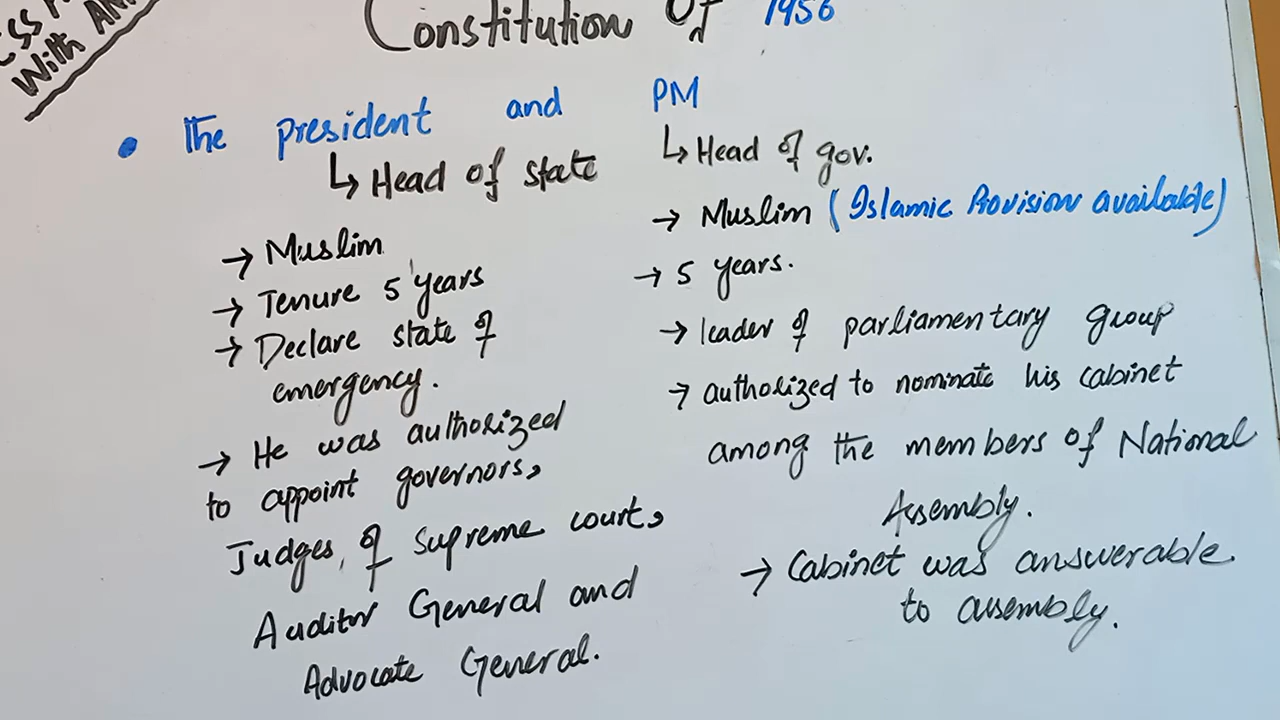 With
Constitution Of 1956
• The president and PM
↳ Head of state
→ Muslim
→ Tenure 5 years
→ Declare state of
emergency.
→ He was authorized
to appoint governors,
Judges, of Supreme court,
Auditor General and
Advocate General.
↳ Head of gov.
→ Muslim (Islamic Provision available)
→ 5 years.
→ leader of parliamentary group
→ authorized to nominate his cabinet
among the members of National
Assembly.
→ Cabinet was answerable
to assembly.